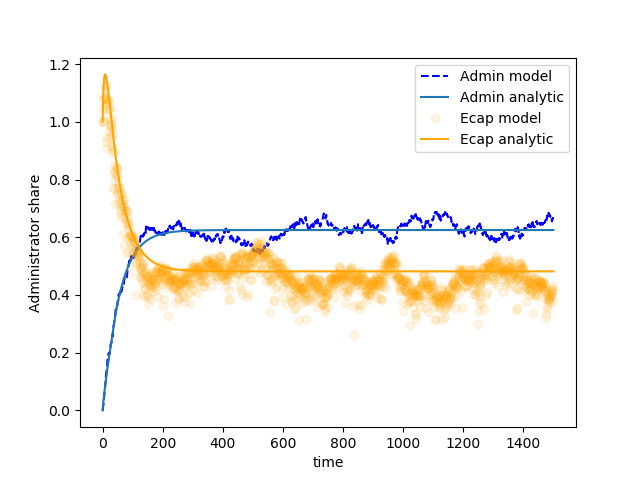 1.2
1.0
0.8
0.6
0.4
0.2
0.0
Administrator share
Admin model
Admin analytic
Ecap model
Ecap analytic
0 200 400 600 800 1000 1200 1400
time